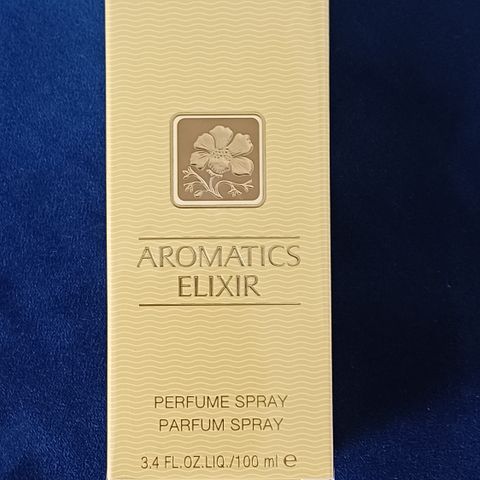 AROMATICS
ELIXIR
PERFUME SPRAY
PARFUM SPRAY
3.4 FL.OZ.LIQ./100 ml ℮